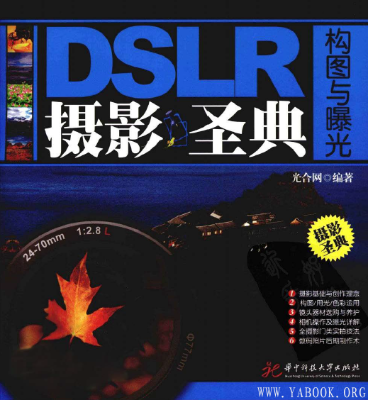 DSLR
摄影圣典
构图与曝光
光合网 编著
24-70mm 1:2.8 L
Ø77mm
摄影
圣典
1 摄影基础与创作理念
2 构图/用光/色彩运用
3 镜头器材选购与养护
4 相机操作及曝光详解
5 全摄影门类实拍技法
6 数码照片后期制作术
华中科技大学出版社
WWW.YABOOK.ORG